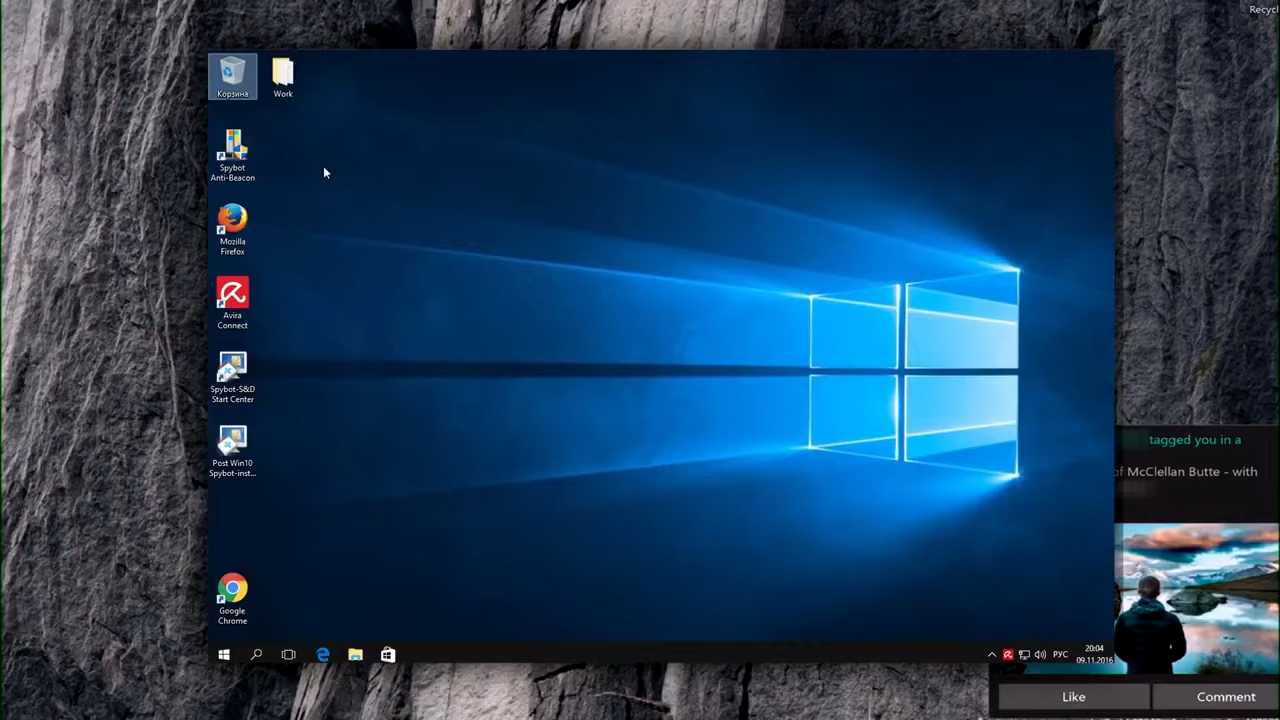 Recycl
Корзина
Work
Spybot
Anti-Beacon
Mozilla
Firefox
Avira
Connect
Spybot-S&D
Start Center
Post Win10
Spybot-inst...
Google
Chrome
tagged you in a
of McClellan Butte - with
Like
Comment
РУС
20:04
09.11.2016